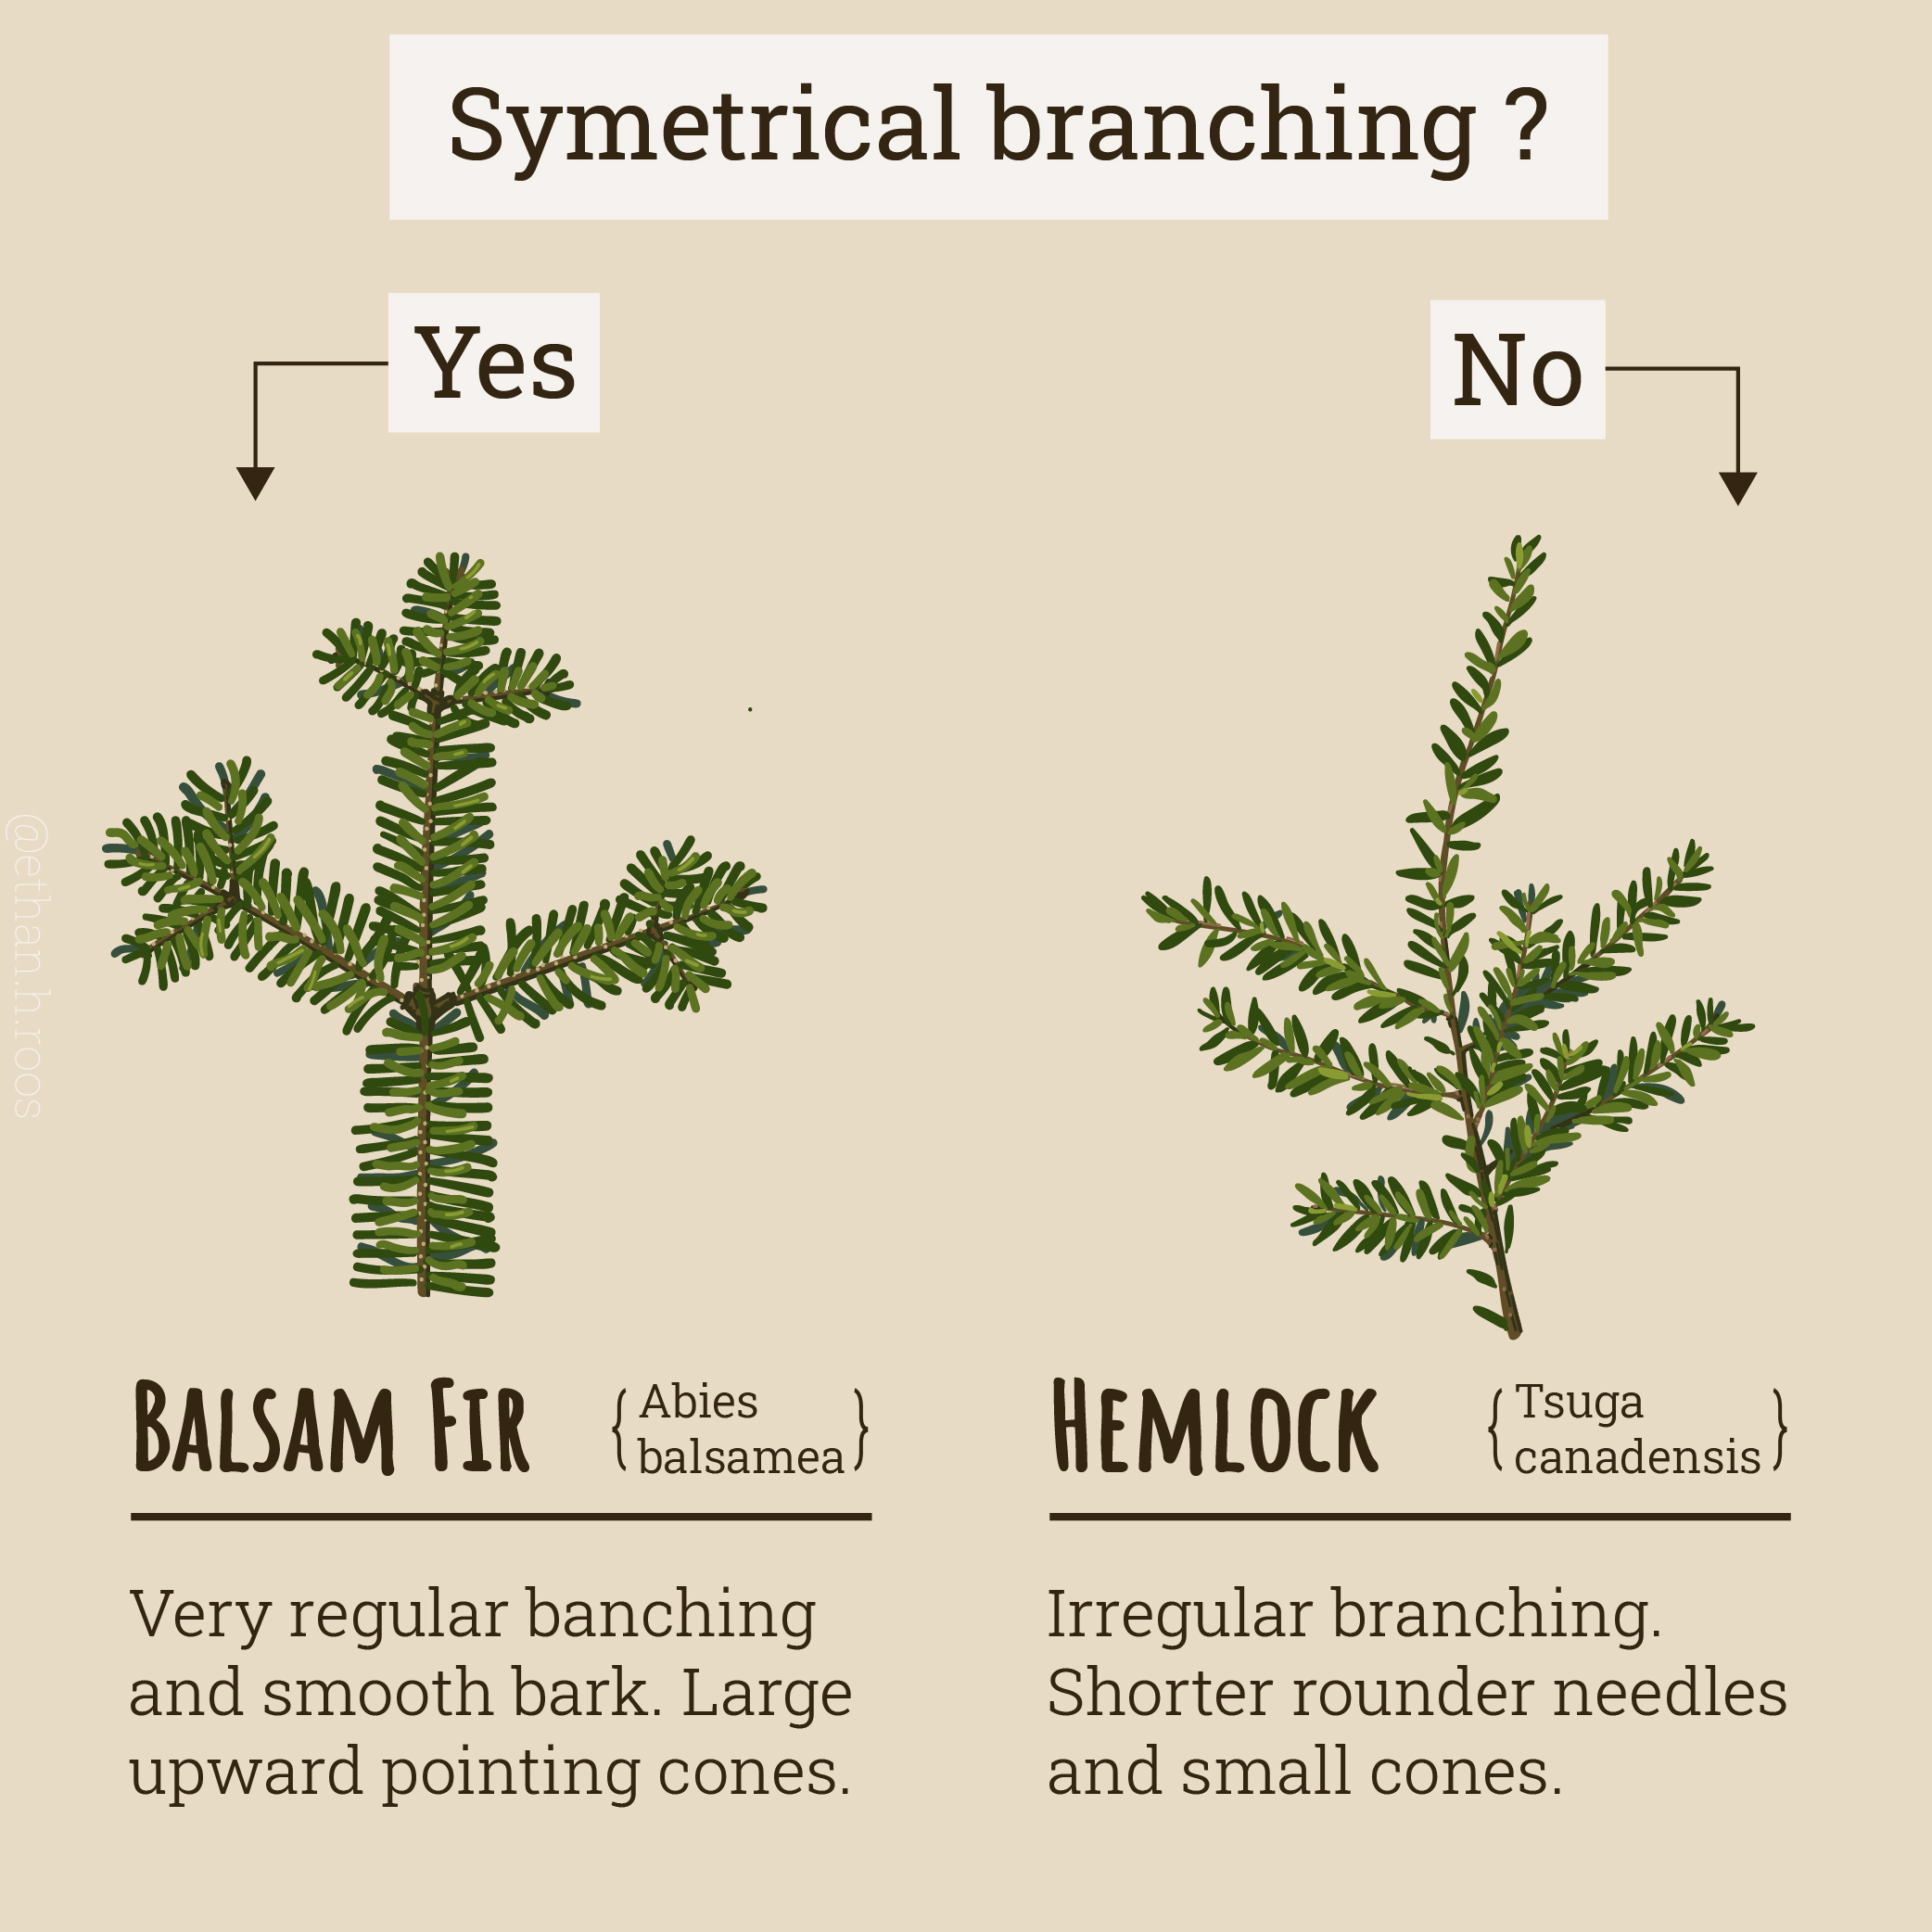 Symetrical branching ?
Yes
No
@ethan.h.roos
BALSAM FIR
{Abies
balsamea}
Very regular banching
and smooth bark. Large
upward pointing cones.
HEMLOCK
{Tsuga
canadensis}
Irregular branching.
Shorter rounder needles
and small cones.